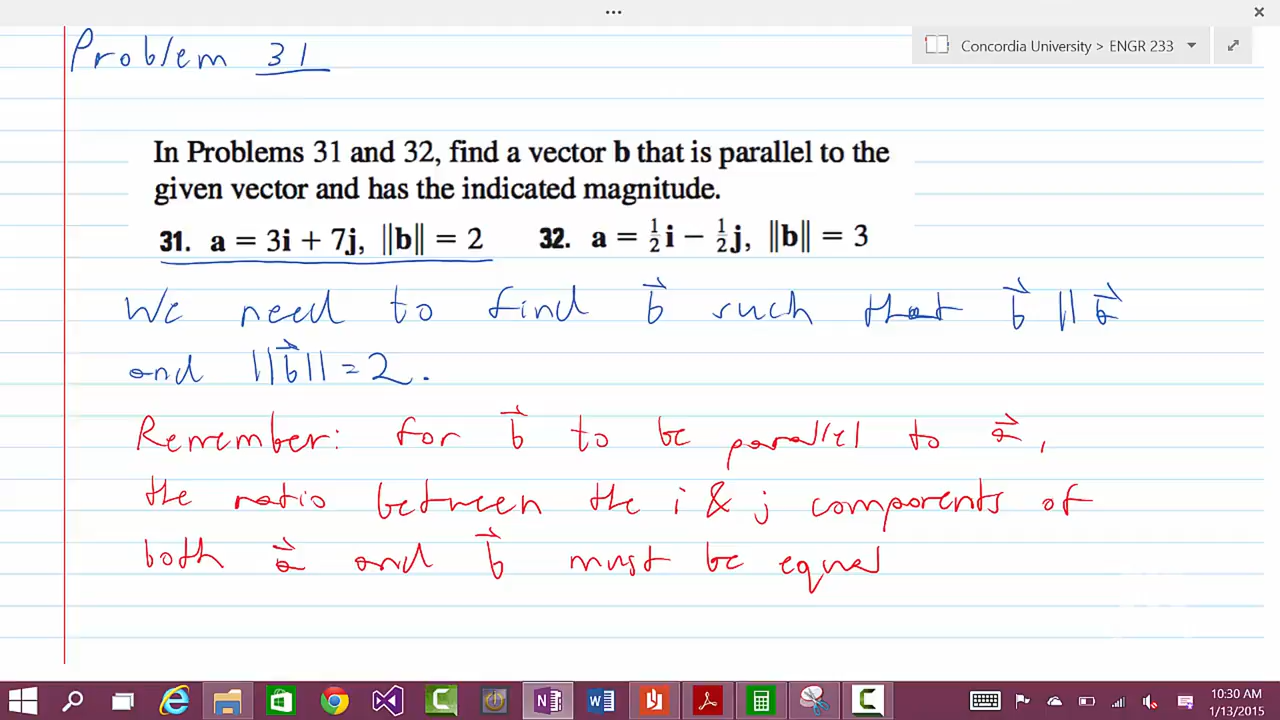 ...
Problem 31
Concordia University > ENGR 233
In Problems 31 and 32, find a vector b that is parallel to the
given vector and has the indicated magnitude.
31. a = 3i + 7j, ||b|| = 2 32. a = ½i − ½j, ||b|| = 3
We need to find b⃗ such that b⃗ || a⃗
and ||b⃗|| = 2.
Remember: for b⃗ to be parallel to a⃗,
the ratio between the i & j components of
both a⃗ and b⃗ must be equal
10:30 AM
1/13/2015